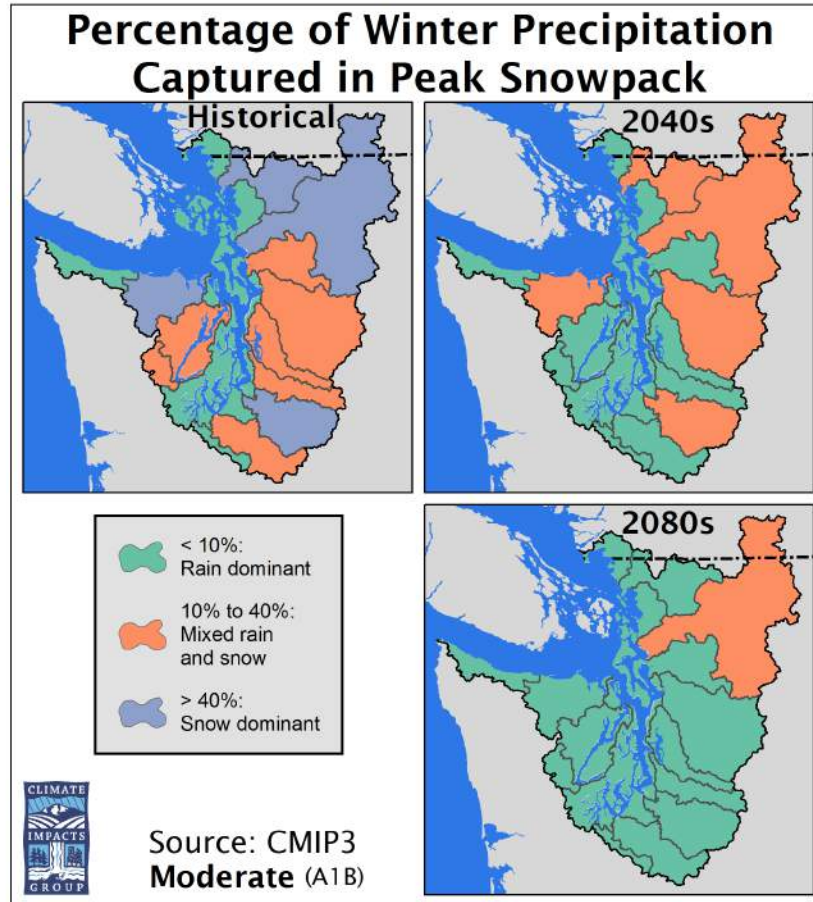 Percentage of Winter Precipitation
Captured in Peak Snowpack
Historical
2040s
2080s
< 10%:
Rain dominant
10% to 40%:
Mixed rain
and snow
> 40%:
Snow dominant
CLIMATE
IMPACTS
GROUP
Source: CMIP3
Moderate (A1B)